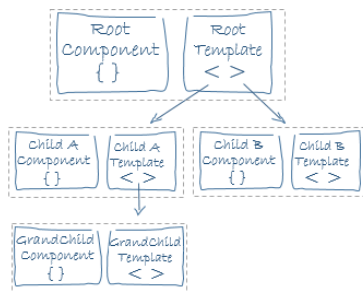 Root
Component
{ }
Root
Template
< >
Child A
Component
{ }
Child A
Template
< >
Child B
Component
{ }
Child B
Template
< >
GrandChild
Component
{ }
GrandChild
Template
< >